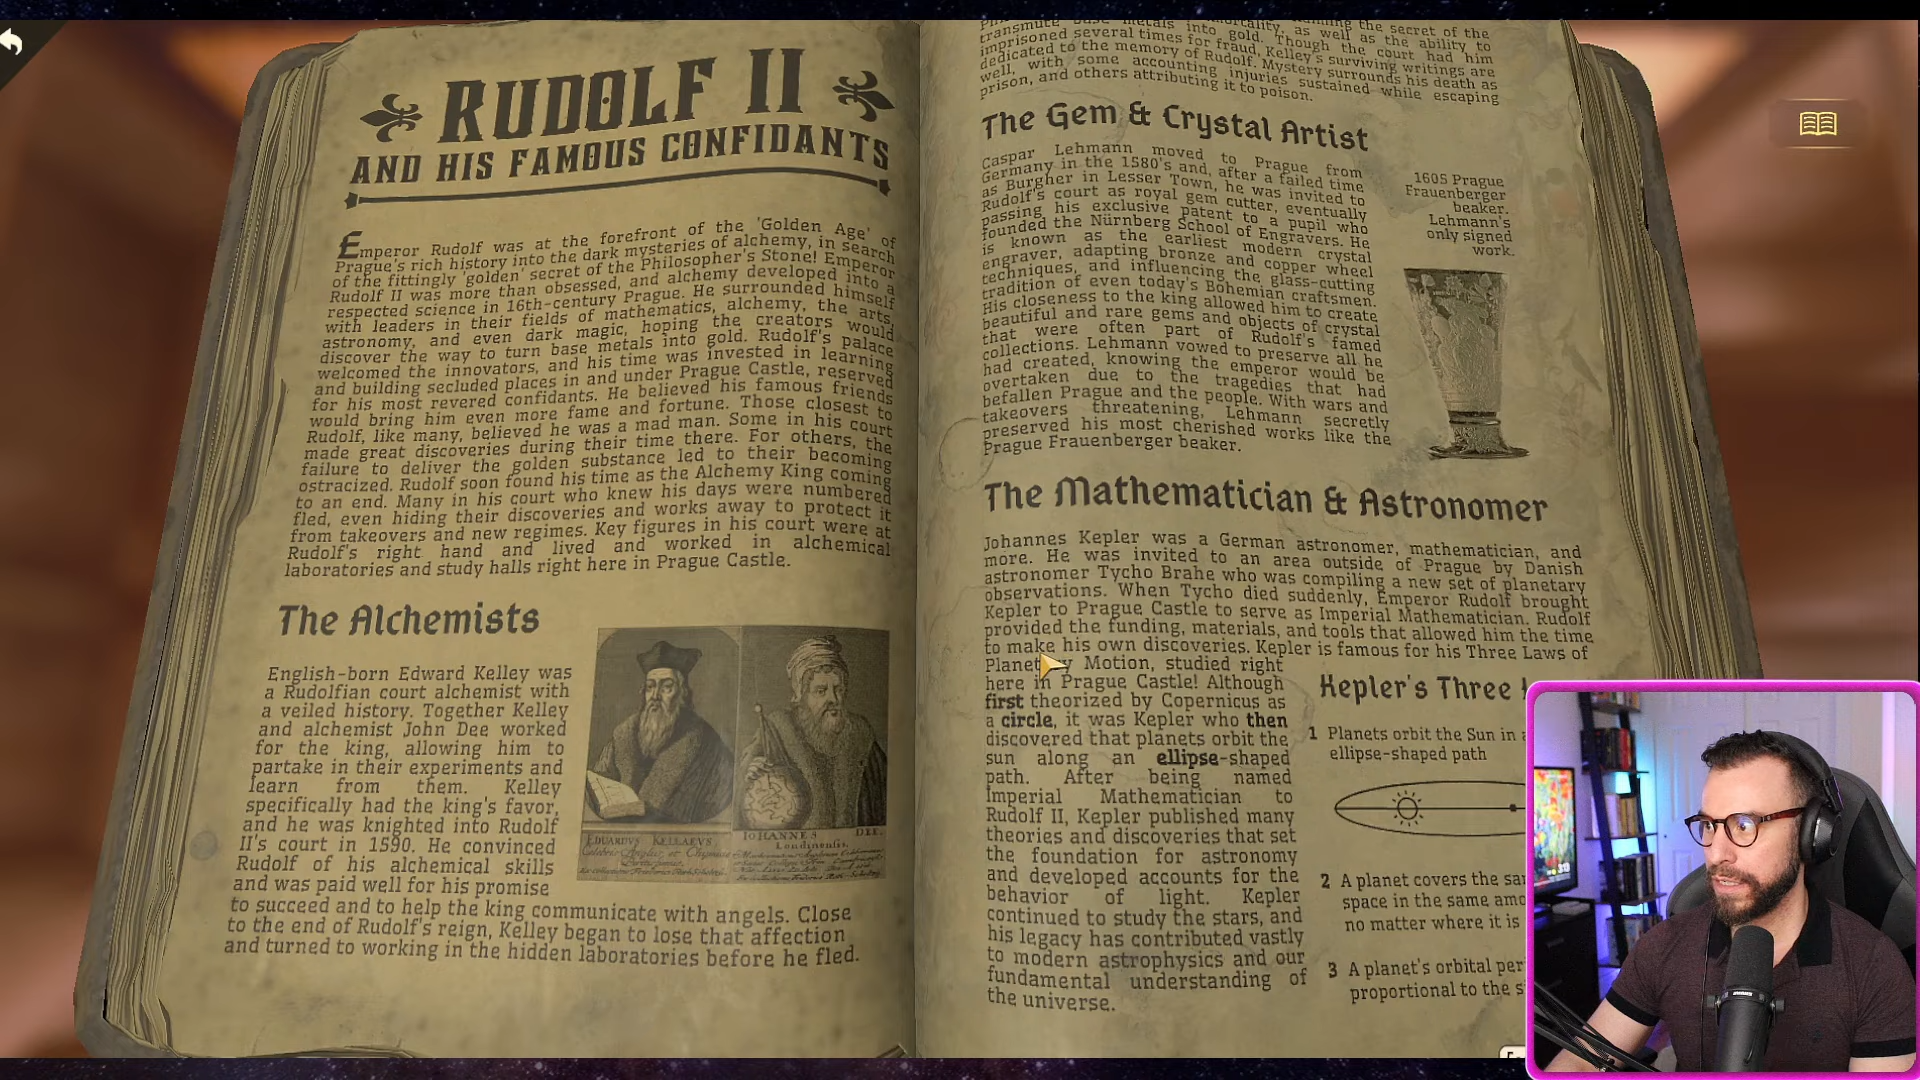 RUDOLF II
AND HIS FAMOUS CONFIDANTS
Emperor Rudolf was at the forefront of the 'Golden Age' of
Prague's rich history into the dark mysteries of alchemy, in search
of the fittingly 'golden' secret of the Philosopher's Stone! Emperor
Rudolf II was more than obsessed, and alchemy developed into a
respected science in 16th-century Prague. He surrounded himself
with leaders in their fields of mathematics, alchemy, the arts,
astronomy, and even dark magic, hoping the creators would
discover the way to turn base metals into gold. Rudolf's palace
welcomed the innovators, and his time was invested in learning
and building secluded places in and under Prague Castle, reserved
for his most revered confidants. He believed his famous friends
would bring him even more fame and fortune. Those closest to
Rudolf, like many, believed he was a mad man. Some in his court
made great discoveries during their time there. For others, the
failure to deliver the golden substance led to their becoming
ostracized. Rudolf soon found his time as the Alchemy King coming
to an end. Many in his court who knew his days were numbered
fled, even hiding their discoveries and works away to protect it
from takeovers and new regimes. Key figures in his court were at
Rudolf's right hand and lived and worked in alchemical
laboratories and study halls right here in Prague Castle.
The Alchemists
English-born Edward Kelley was
a Rudolfian court alchemist with
a veiled history. Together Kelley
and alchemist John Dee worked
for the king, allowing him to
partake in their experiments and
learn from them. Kelley
specifically had the king's favor,
and he was knighted into Rudolf
II's court in 1590. He convinced
Rudolf of his alchemical skills
and was paid well for his promise
to succeed and to help the king communicate with angels. Close
to the end of Rudolf's reign, Kelley began to lose that affection
and turned to working in the hidden laboratories before he fled.
EDUARDUS KELLAEUS
IOHANNES DEE.
Londinensis.
the secret of the
transmute base metals into gold. Though the court had him
imprisoned several times for fraud, Kelley's surviving writings are
dedicated to the memory of Rudolf. Mystery surrounds his death as
well, with some accounting injuries sustained while escaping
prison, and others attributing it to poison.
The Gem & Crystal Artist
Caspar Lehmann moved to Prague from
Germany in the 1580's and, after a failed time
as Burgher in Lesser Town, he was invited to
Rudolf's court as royal gem cutter, eventually
passing his exclusive patent to a pupil who
founded the Nürnberg School of Engravers. He
is known as the earliest modern crystal
engraver, adapting bronze and copper wheel
techniques, and influencing the glass-cutting
tradition of even today's Bohemian craftsmen.
His closeness to the king allowed him to create
beautiful and rare gems and objects of crystal
that were often part of Rudolf's famed
collections. Lehmann vowed to preserve all he
had created, knowing the emperor would be
overtaken due to the tragedies that had
befallen Prague and the people. With wars and
takeovers threatening, Lehmann secretly
preserved his most cherished works like the
Prague Frauenberger beaker.
1605 Prague
Frauenberger
beaker.
Lehmann's
only signed
work.
The Mathematician & Astronomer
Johannes Kepler was a German astronomer, mathematician, and
more. He was invited to an area outside of Prague by Danish
astronomer Tycho Brahe who was compiling a new set of planetary
observations. When Tycho died suddenly, Emperor Rudolf brought
Kepler to Prague Castle to serve as Imperial Mathematician. Rudolf
provided the funding, materials, and tools that allowed him the time
to make his own discoveries. Kepler is famous for his Three Laws of
Planetary Motion, studied right
here in Prague Castle! Although
first theorized by Copernicus as
a circle, it was Kepler who then
discovered that planets orbit the
sun along an ellipse-shaped
path. After being named
Imperial Mathematician to
Rudolf II, Kepler published many
theories and discoveries that set
the foundation for astronomy
and developed accounts for the
behavior of light. Kepler
continued to study the stars, and
his legacy has contributed vastly
to modern astrophysics and our
fundamental understanding of
the universe.
Kepler's Three
1 Planets orbit the Sun in
ellipse-shaped path
2 A planet covers the
space in the same
no matter where it is
3 A planet's orbital
proportional to the